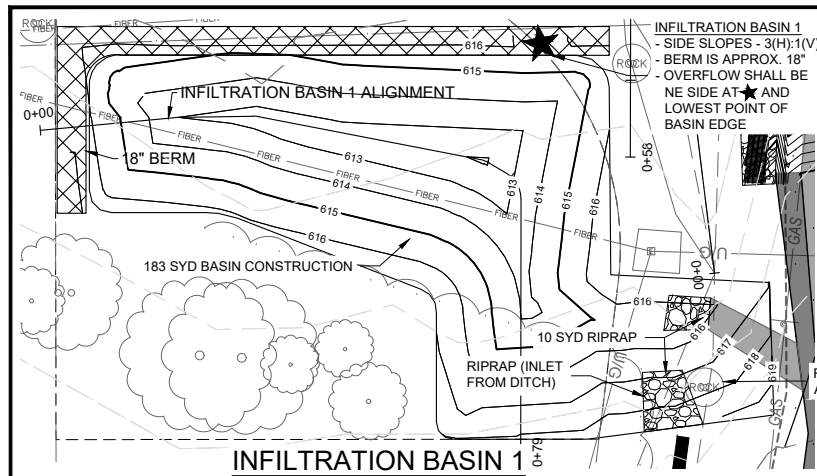 ROCK
FIBER
616
INFILTRATION BASIN 1
- SIDE SLOPES - 3(H):1(V)
- BERM IS APPROX. 18"
- OVERFLOW SHALL BE
NE SIDE AT ★ AND
LOWEST POINT OF
BASIN EDGE
ROCK
615
INFILTRATION BASIN 1 ALIGNMENT
FIBER
0+00
FIBER
18" BERM
613
614
FIBER
FIBER
613
614
615
616
0+58
615
616
FIBER
183 SYD BASIN CONSTRUCTION
U/G
GAS
00+0
616
10 SYD RIPRAP
616
617
618
619
RIPRAP (INLET
FROM DITCH)
U/G
ROCK
GAS
INFILTRATION BASIN 1
0+79